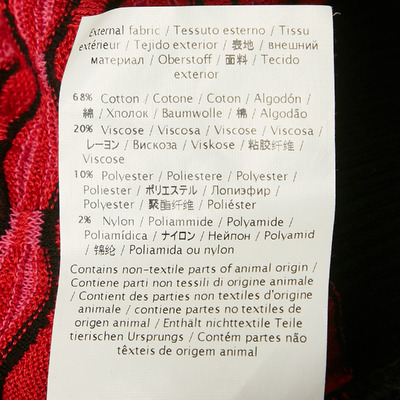 External fabric / Tessuto esterno / Tissu
extérieur / Tejido exterior / 表地 / внешний
материал / Oberstoff / 面料 / Tecido
exterior
68% Cotton / Cotone / Coton / Algodón /
綿 / Хлопок / Baumwolle / 棉 / Algodão
20% Viscose / Viscosa / Viscose / Viscosa /
レーヨン / Вискоза / Viskose / 粘胶纤维 /
Viscose
10% Polyester / Poliestere / Polyester /
Poliester / ポリエステル / Лопиэфир /
Polyester / 聚酯纤维 / Poliéster
2% Nylon / Poliammide / Polyamide /
Poliamídica / ナイロン / Нейпон / Polyamid
/ 锦纶 / Poliamida ou nylon
Contains non-textile parts of animal origin /
Contiene parti non tessili di origine animale
/ Contient des parties non textiles d'origine
animale / contiene partes no textiles de
origen animal / Enthält nichttextile Teile
tierischen Ursprungs / Contém partes não
têxteis de origem animal